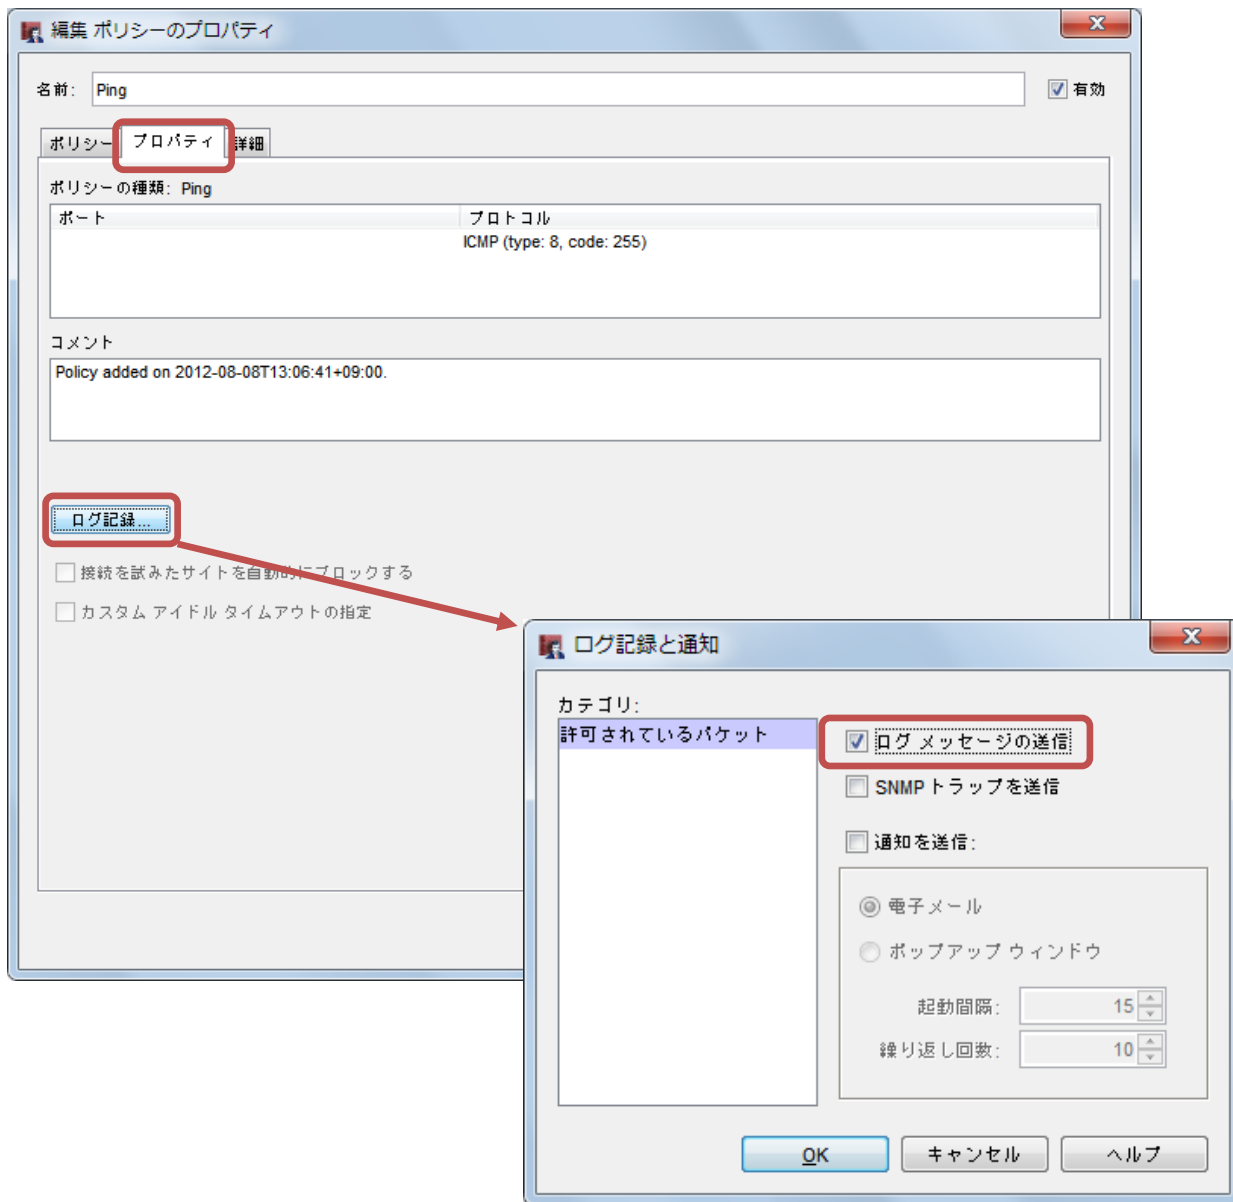 編集 ポリシーのプロパティ
名前: Ping
有効
ポリシー プロパティ 詳細
ポリシーの種類: Ping
ポート プロトコル
ICMP (type: 8, code: 255)
コメント
Policy added on 2012-08-08T13:06:41+09:00.
ログ記録...
接続を試みたサイトを自動的にブロックする
カスタム アイドル タイムアウトの指定
ログ記録と通知
カテゴリ:
許可されているパケット
ログ メッセージの送信
SNMP トラップを送信
通知を送信:
電子メール
ポップアップ ウィンドウ
起動間隔: 15
繰り返し回数: 10
OK キャンセル ヘルプ